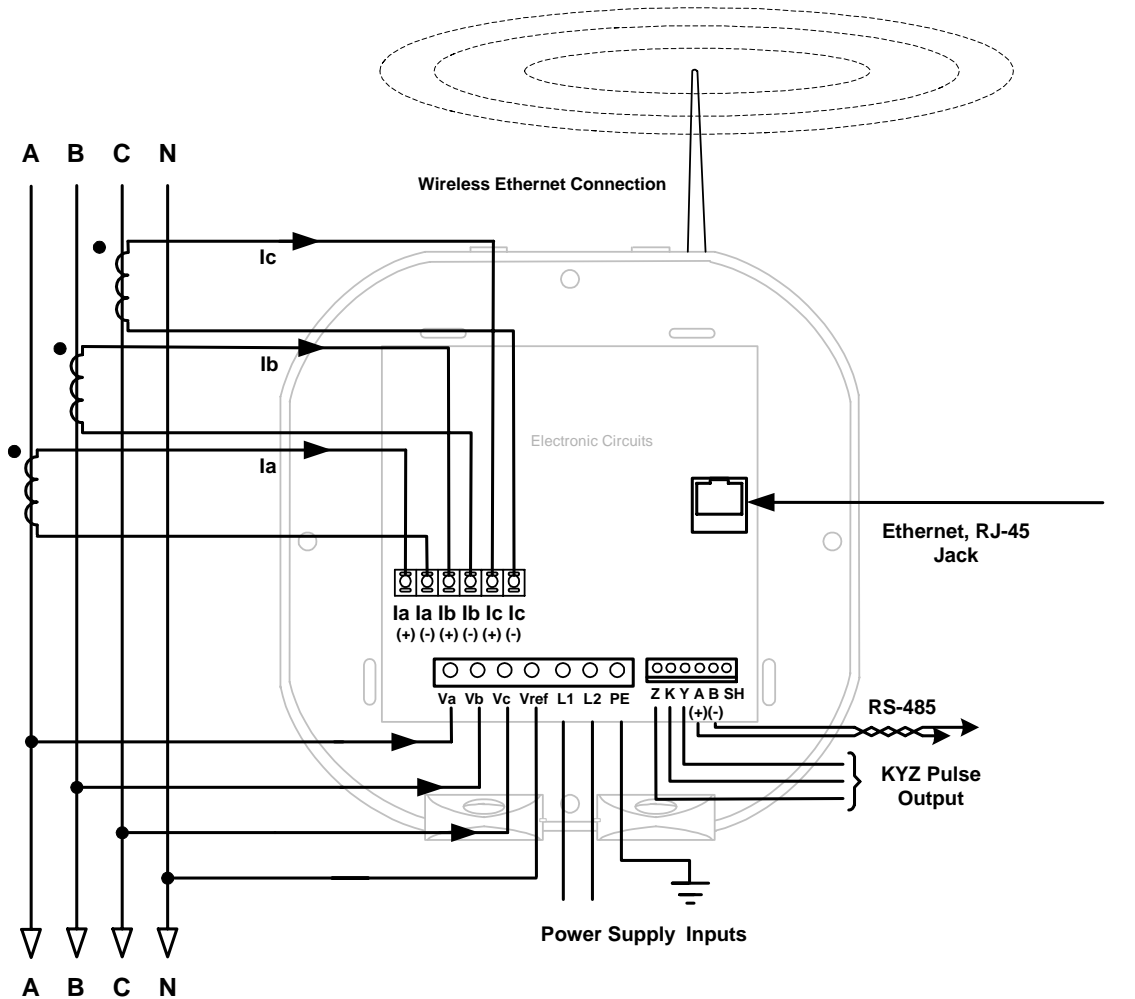 A B C N
Wireless Ethernet Connection
Ic
Ib
Ia
Electronic Circuits
Ethernet, RJ-45
Jack
Ia Ia Ib Ib Ic Ic
(+) (-) (+) (-) (+) (-)
Va Vb Vc Vref L1 L2 PE
Z K Y A B SH
(+)(-)
RS-485
KYZ Pulse
Output
Power Supply Inputs
A B C N